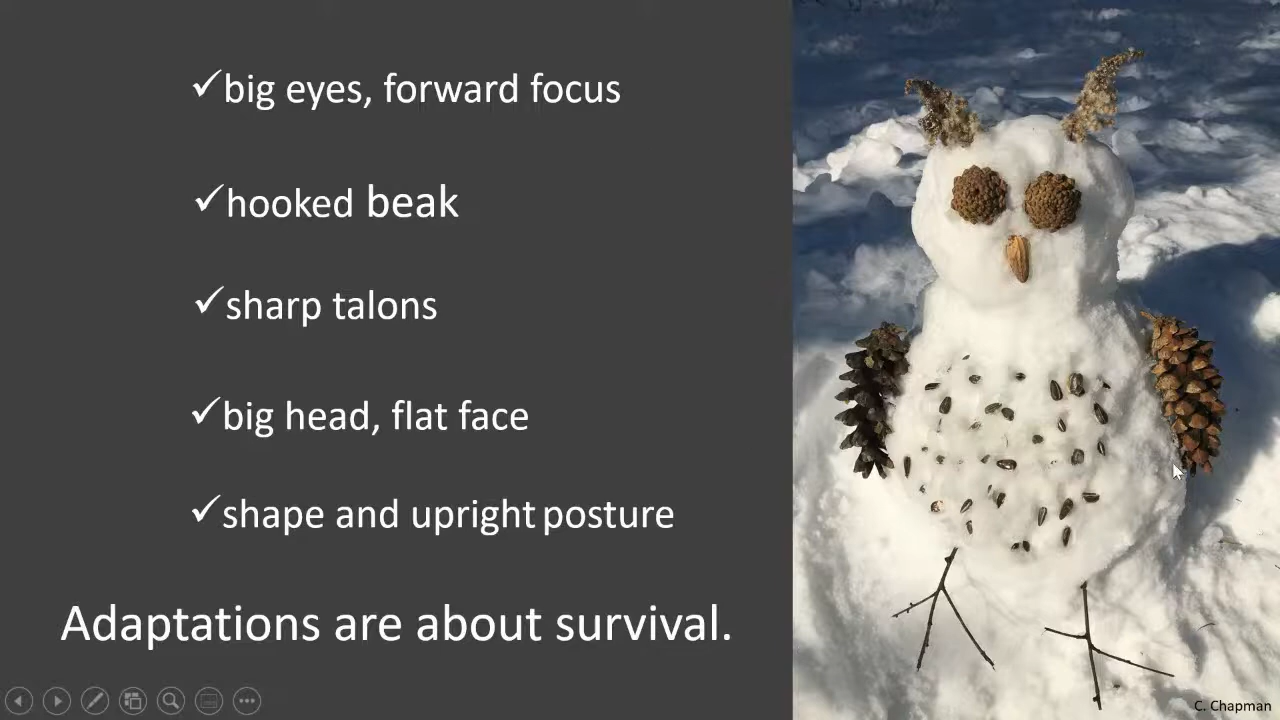 ✓big eyes, forward focus
✓hooked beak
✓sharp talons
✓big head, flat face
✓shape and upright posture
Adaptations are about survival.
C. Chapman